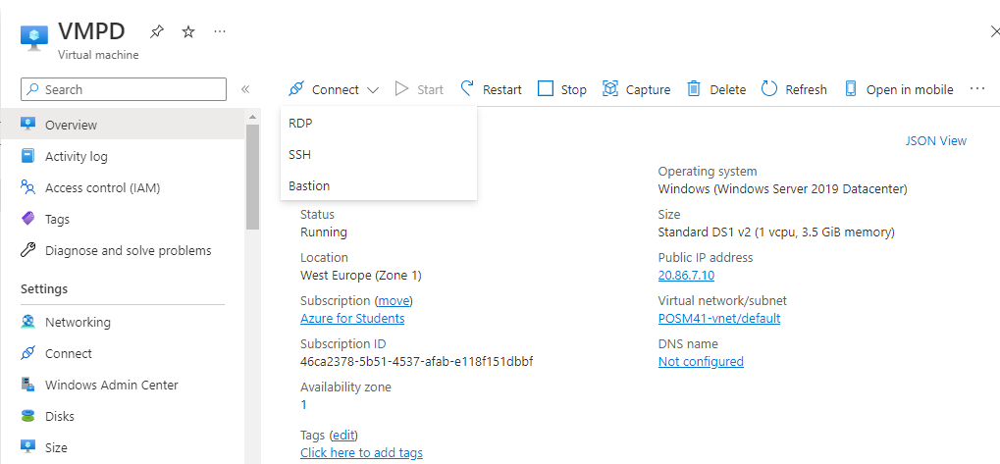 VMPD
Virtual machine
Search
Overview
Activity log
Access control (IAM)
Tags
Diagnose and solve problems
Settings
Networking
Connect
Windows Admin Center
Disks
Size
Connect Start Restart Stop Capture Delete Refresh Open in mobile
RDP
SSH
Bastion
JSON View
Status
Running
Location
West Europe (Zone 1)
Subscription (move)
Azure for Students
Subscription ID
46ca2378-5b51-4537-afab-e118f151dbbf
Availability zone
1
Tags (edit)
Click here to add tags
Operating system
Windows (Windows Server 2019 Datacenter)
Size
Standard DS1 v2 (1 vcpu, 3.5 GiB memory)
Public IP address
20.86.7.10
Virtual network/subnet
POSM41-vnet/default
DNS name
Not configured